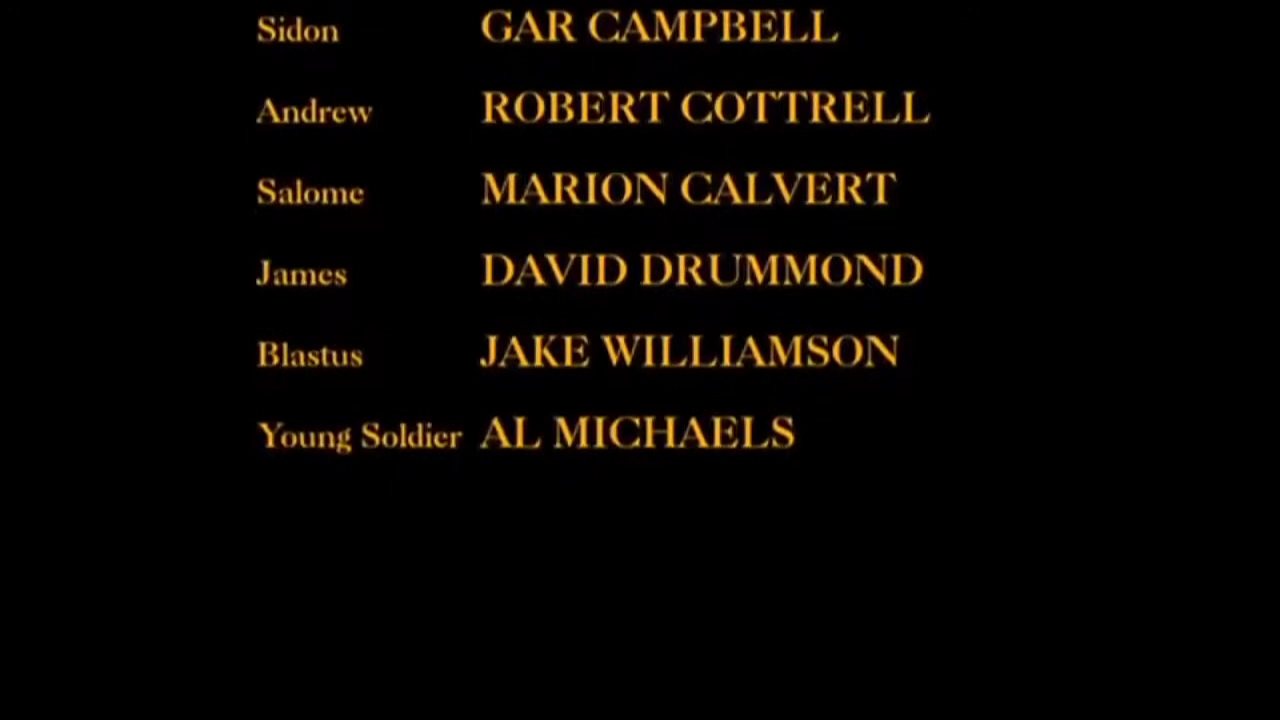 Sidon GAR CAMPBELL
Andrew ROBERT COTTRELL
Salome MARION CALVERT
James DAVID DRUMMOND
Blastus JAKE WILLIAMSON
Young Soldier AL MICHAELS